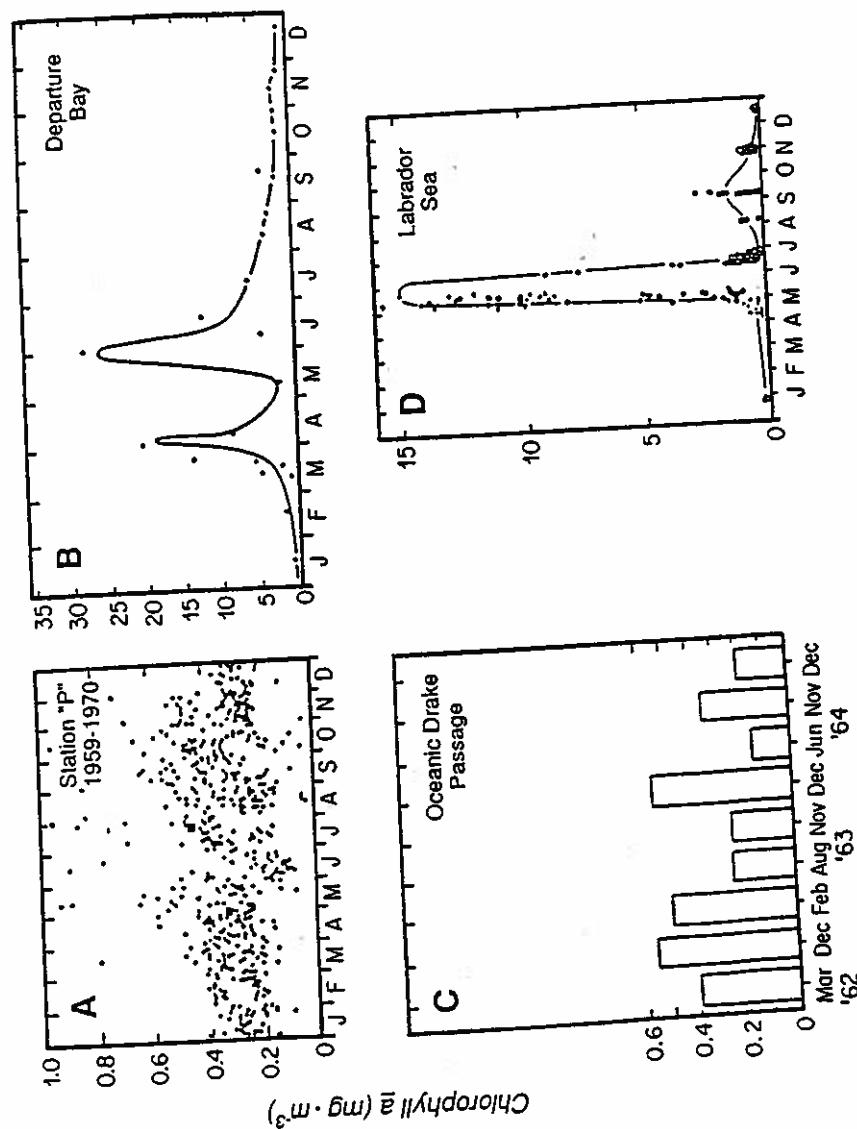 Chlorophyll a (mg·m-3)
A
Station "P"
1959-1970
1.0
0.8
0.6
0.4
0.2
0
J F M A M J J A S O N D
B
Departure
Bay
35
30
25
20
15
10
5
0
J F M A M J J A S O N D
C
Oceanic Drake
Passage
0.6
0.4
0.2
0
Mar Dec Feb Aug Nov Dec Jun Nov Dec
'62 '63 '64
D
Labrador
Sea
15
10
5
0
J F M A M J J A S O N D